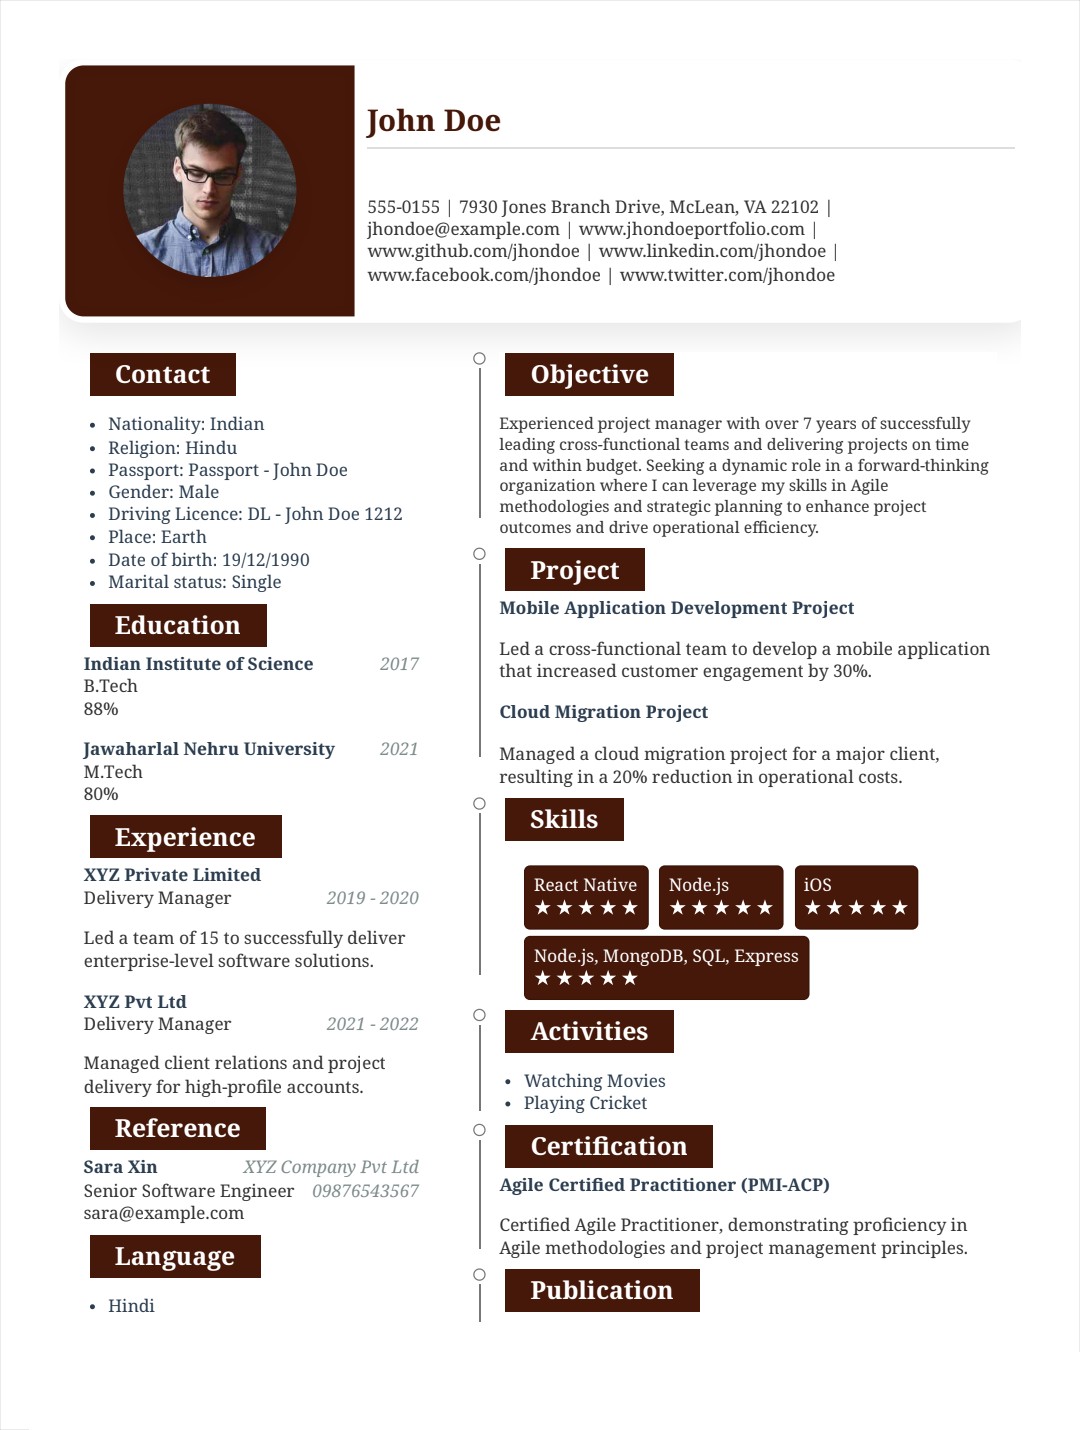 John Doe
555-0155 | 7930 Jones Branch Drive, McLean, VA 22102 |
jhondoe@example.com | www.jhondoeportfolio.com |
www.github.com/jhondoe | www.linkedin.com/jhondoe |
www.facebook.com/jhondoe | www.twitter.com/jhondoe
Contact
• Nationality: Indian
• Religion: Hindu
• Passport: Passport - John Doe
• Gender: Male
• Driving Licence: DL - John Doe 1212
• Place: Earth
• Date of birth: 19/12/1990
• Marital status: Single
Education
Indian Institute of Science 2017
B.Tech
88%
Jawaharlal Nehru University 2021
M.Tech
80%
Experience
XYZ Private Limited
Delivery Manager 2019 - 2020
Led a team of 15 to successfully deliver
enterprise-level software solutions.
XYZ Pvt Ltd
Delivery Manager 2021 - 2022
Managed client relations and project
delivery for high-profile accounts.
Reference
Sara Xin XYZ Company Pvt Ltd
Senior Software Engineer 09876543567
sara@example.com
Language
• Hindi
Objective
Experienced project manager with over 7 years of successfully
leading cross-functional teams and delivering projects on time
and within budget. Seeking a dynamic role in a forward-thinking
organization where I can leverage my skills in Agile
methodologies and strategic planning to enhance project
outcomes and drive operational efficiency.
Project
Mobile Application Development Project
Led a cross-functional team to develop a mobile application
that increased customer engagement by 30%.
Cloud Migration Project
Managed a cloud migration project for a major client,
resulting in a 20% reduction in operational costs.
Skills
React Native Node.js iOS
★★★★★ ★★★★★ ★★★★★
Node.js, MongoDB, SQL, Express
★★★★★
Activities
• Watching Movies
• Playing Cricket
Certification
Agile Certified Practitioner (PMI-ACP)
Certified Agile Practitioner, demonstrating proficiency in
Agile methodologies and project management principles.
Publication